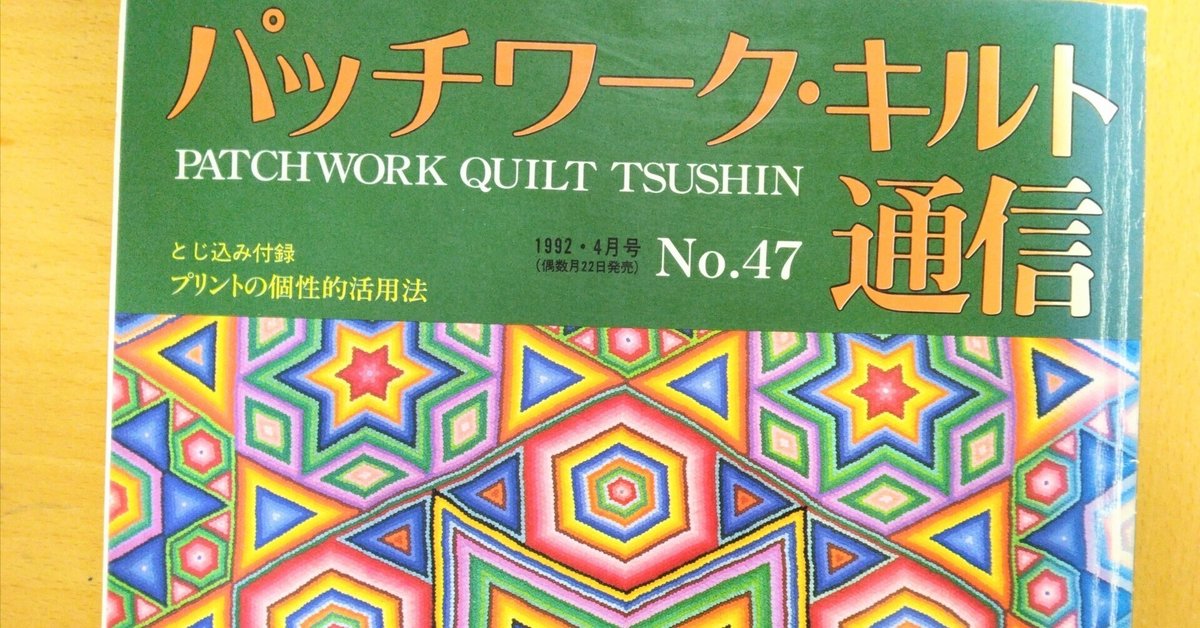 パッチワーク・キルト
PATCHWORK QUILT TSUSHIN
通信
とじ込み付録
プリントの個性的活用法
1992・4月号
(偶数月22日発売)
No.47